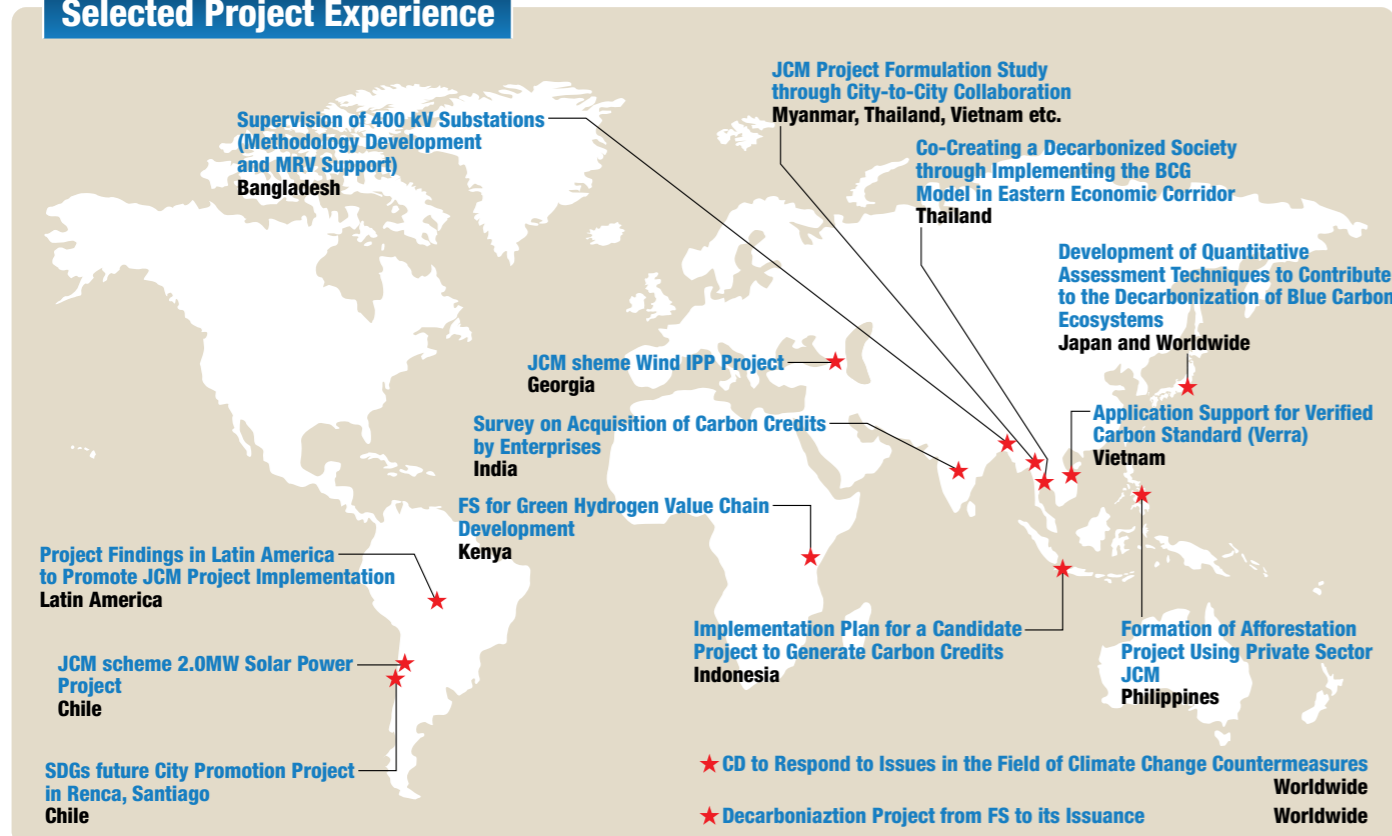 Selected Project Experience
Supervision of 400 kV Substations
(Methodology Development
and MRV Support)
Bangladesh
JCM Project Formulation Study
through City-to-City Collaboration
Myanmar, Thailand, Vietnam etc.
Co-Creating a Decarbonized Society
through Implementing the BCG
Model in Eastern Economic Corridor
Thailand
Development of Quantitative
Assessment Techniques to Contribute
to the Decarbonization of Blue Carbon
Ecosystems
Japan and Worldwide
JCM sheme Wind IPP Project
Georgia
Survey on Acquisition of Carbon Credits
by Enterprises
India
Application Support for Verified
Carbon Standard (Verra)
Vietnam
FS for Green Hydrogen Value Chain
Development
Kenya
Project Findings in Latin America
to Promote JCM Project Implementation
Latin America
Implementation Plan for a Candidate
Project to Generate Carbon Credits
Indonesia
Formation of Afforestation
Project Using Private Sector
JCM
Philippines
JCM scheme 2.0MW Solar Power
Project
Chile
SDGs future City Promotion Project
in Renca, Santiago
Chile
CD to Respond to Issues in the Field of Climate Change Countermeasures
Worldwide
Decarboniaztion Project from FS to its Issuance Worldwide